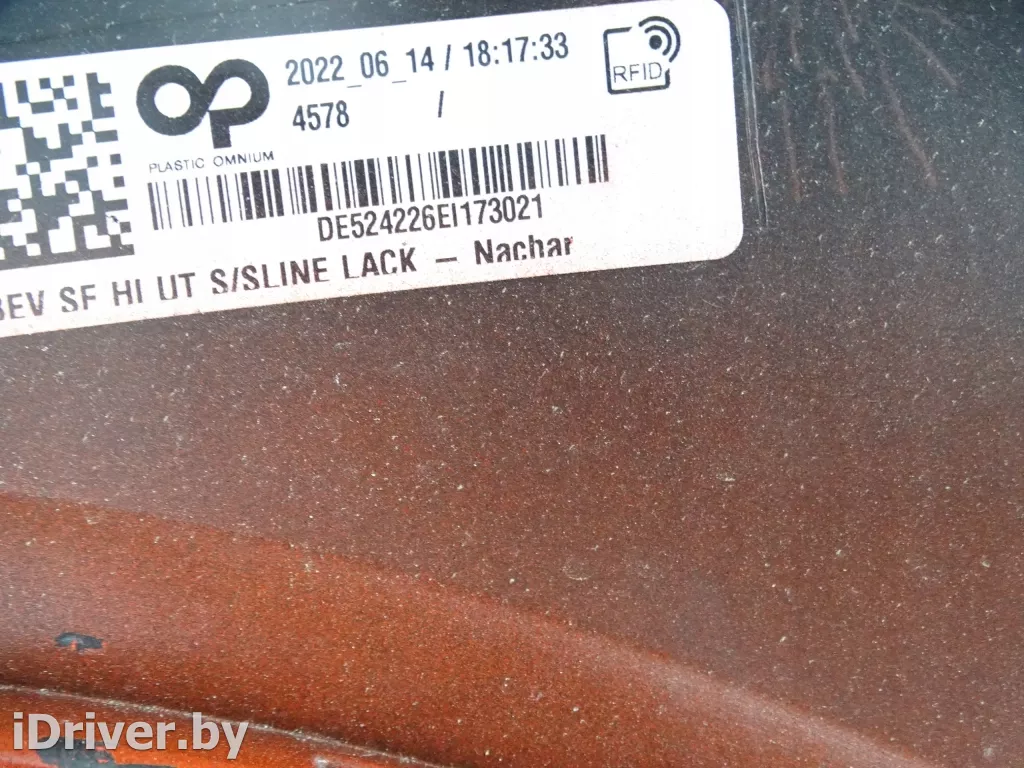 2022_06_14 / 18:17:33
4578 /
RFID
PLASTIC OMNIUM
DE524226EI173021
BEV SF HI UT S/SLINE LACK – Nachar
iDriver.by